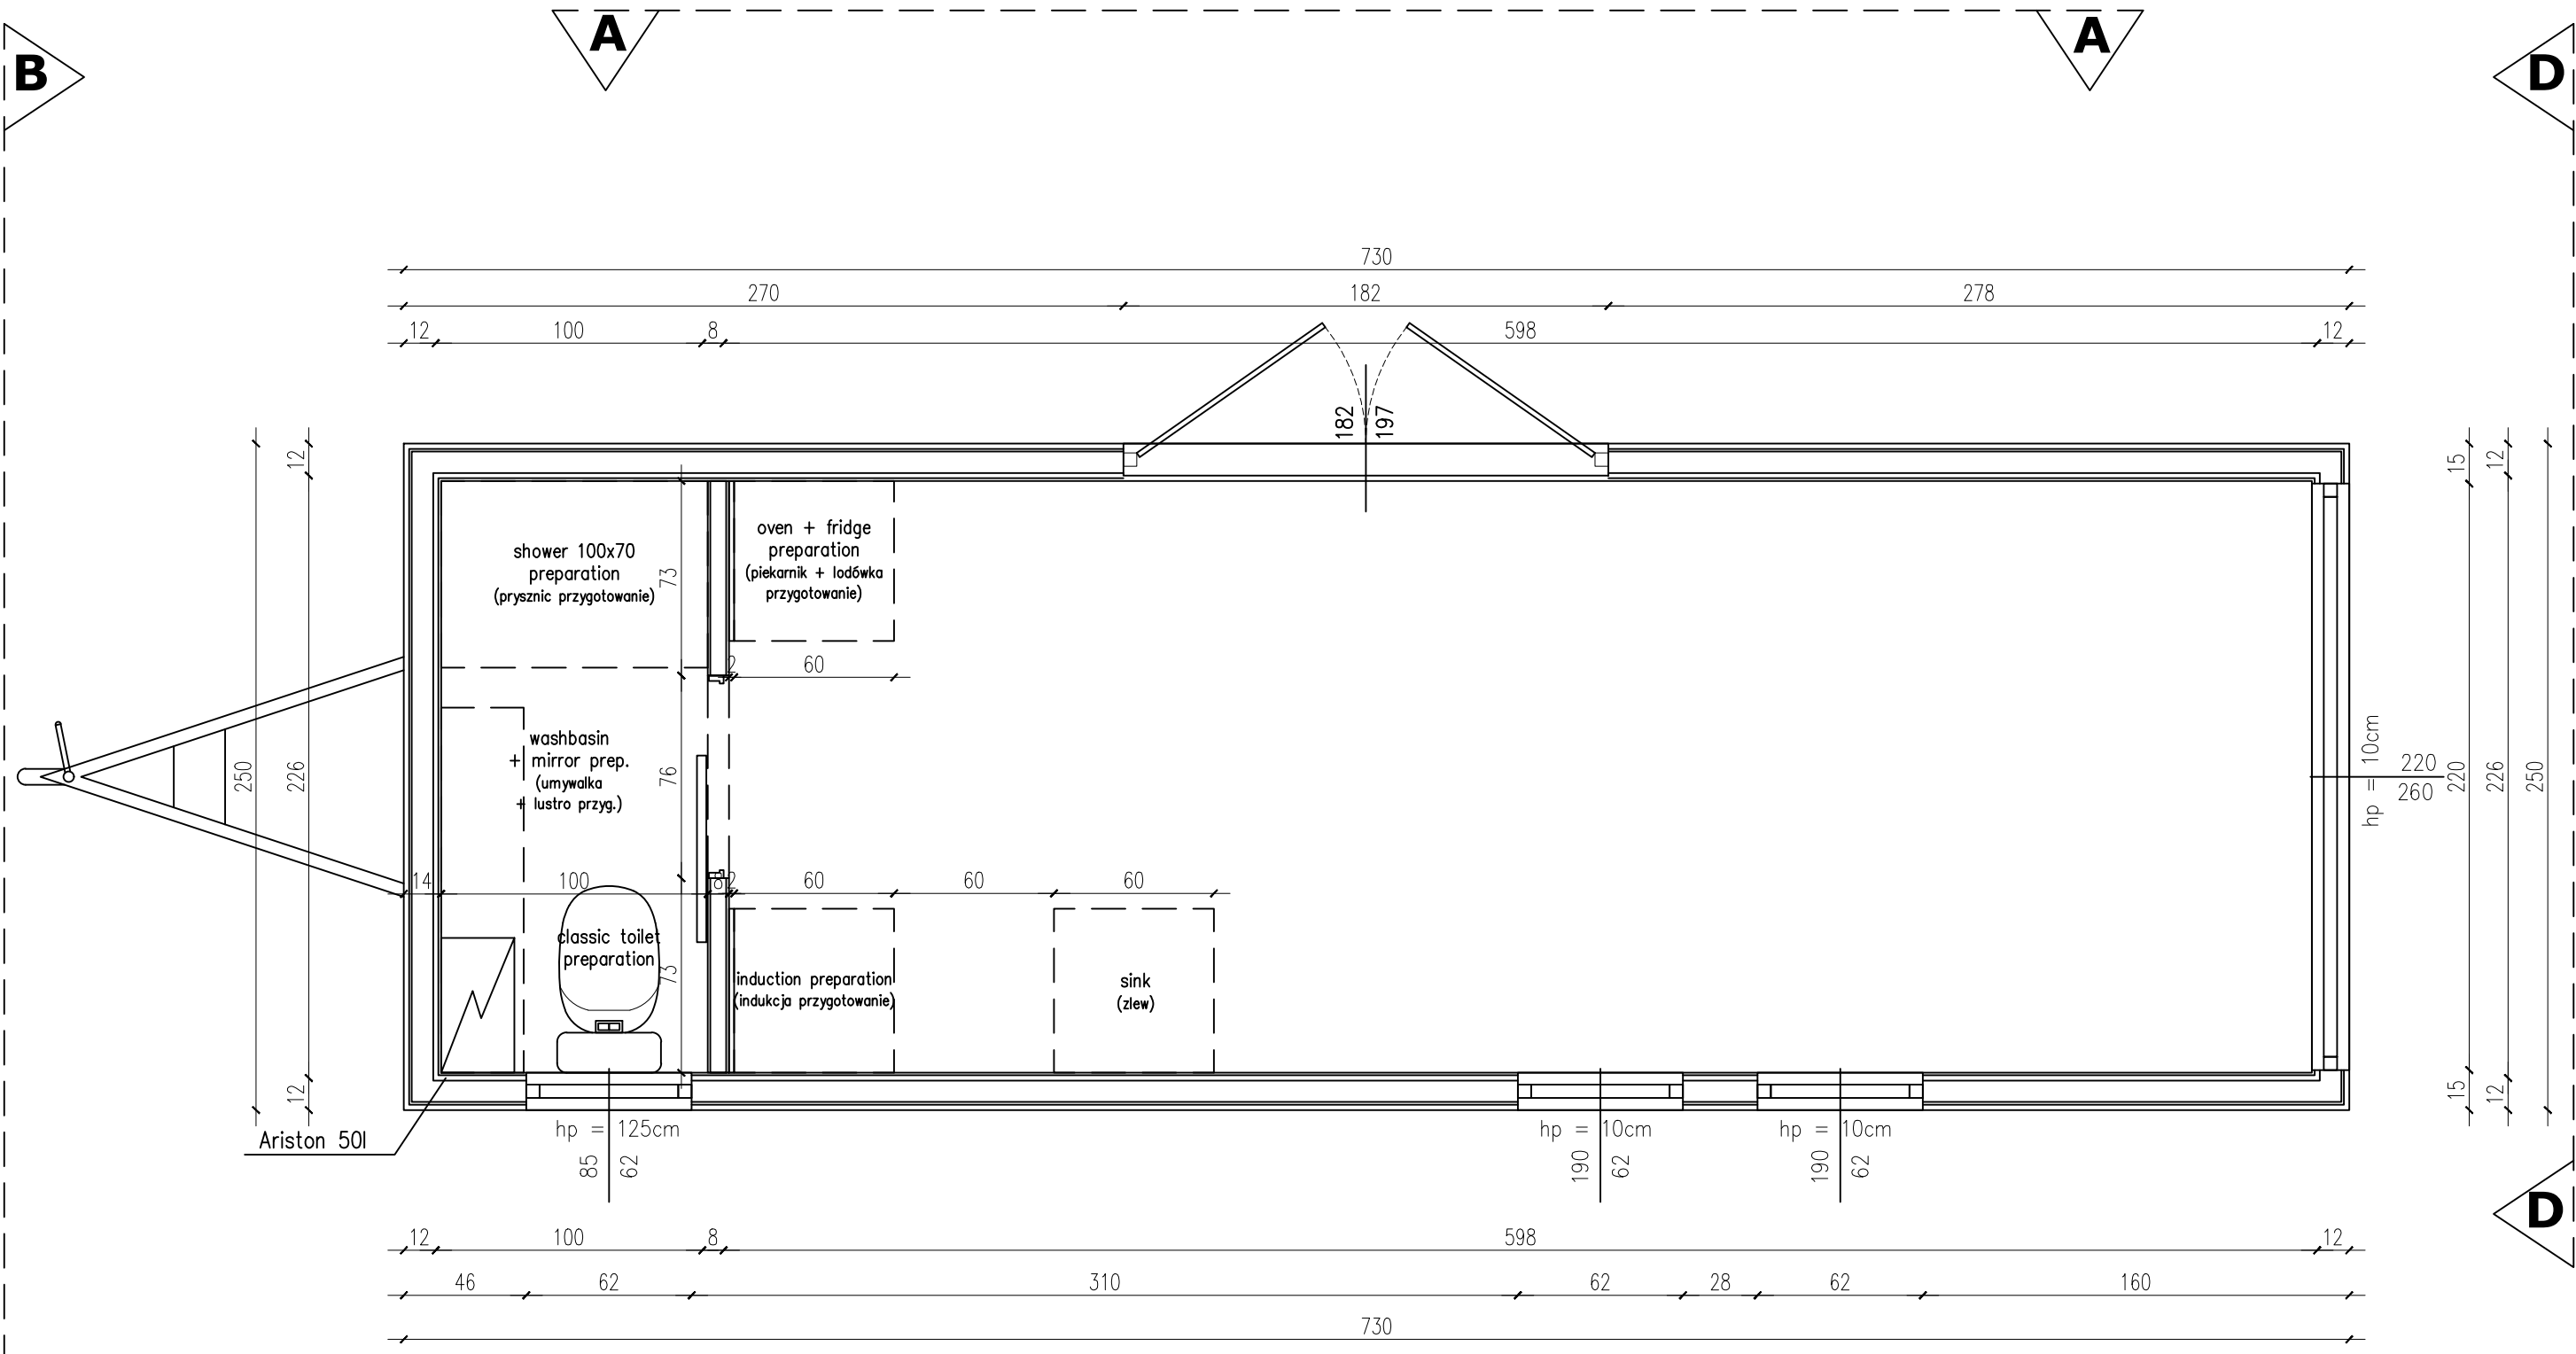 A
A
B
D
730
270
182
278
12
100
8
598
12
182
197
12
250
226
12
15
12
220
226
250
15
12
shower 100x70
preparation
(prysznic przygotowanie)
73
oven + fridge
preparation
(piekarnik + lodówka
przygotowanie)
2
60
washbasin
+ mirror prep.
(umywalka
+ lustro przyg.)
76
hp = 10cm
220
260
14
100
8
2
60
60
60
classic toilet
preparation
73
induction preparation
(indukcja przygotowanie)
sink
(zlew)
Ariston 50l
hp = 125cm
85
62
hp = 10cm
190
62
hp = 10cm
190
62
D
12
100
8
598
12
46
62
310
62
28
62
160
730